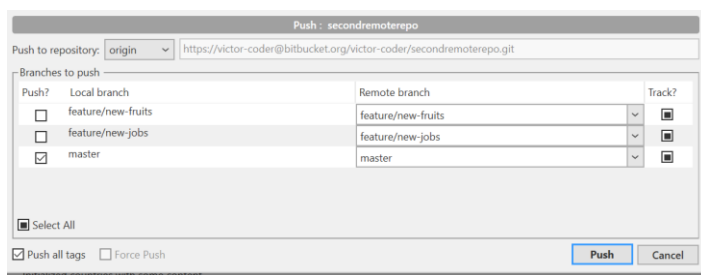 Push : secondremoterepo
Push to repository: origin https://victor-coder@bitbucket.org/victor-coder/secondremoterepo.git
Branches to push
Push? Local branch Remote branch Track?
feature/new-fruits feature/new-fruits
feature/new-jobs feature/new-jobs
master master
Select All
Push all tags Force Push Push Cancel